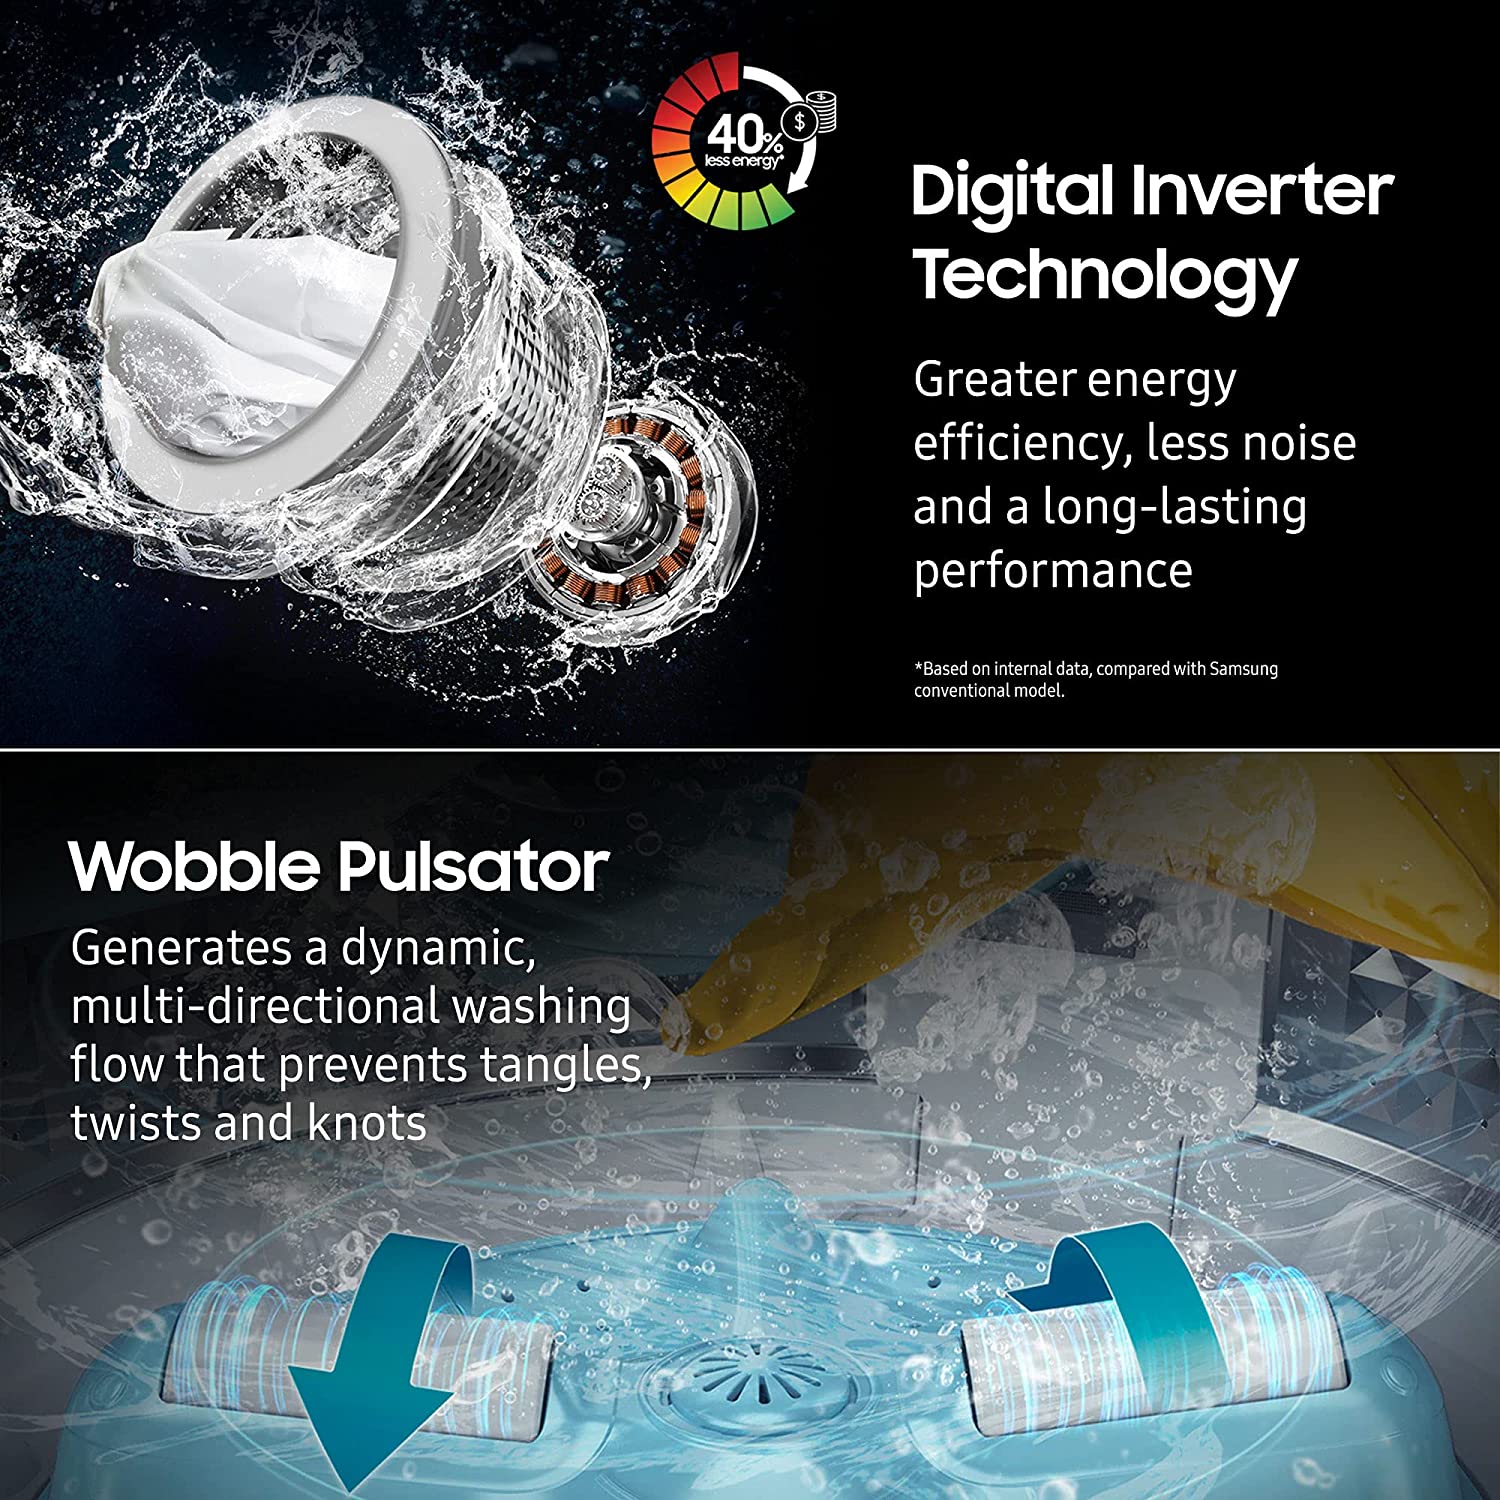 40%
less energy*
$
$
Digital Inverter
Technology
Greater energy
efficiency, less noise
and a long-lasting
performance
*Based on internal data, compared with Samsung
conventional model.
Wobble Pulsator
Generates a dynamic,
multi-directional washing
flow that prevents tangles,
twists and knots